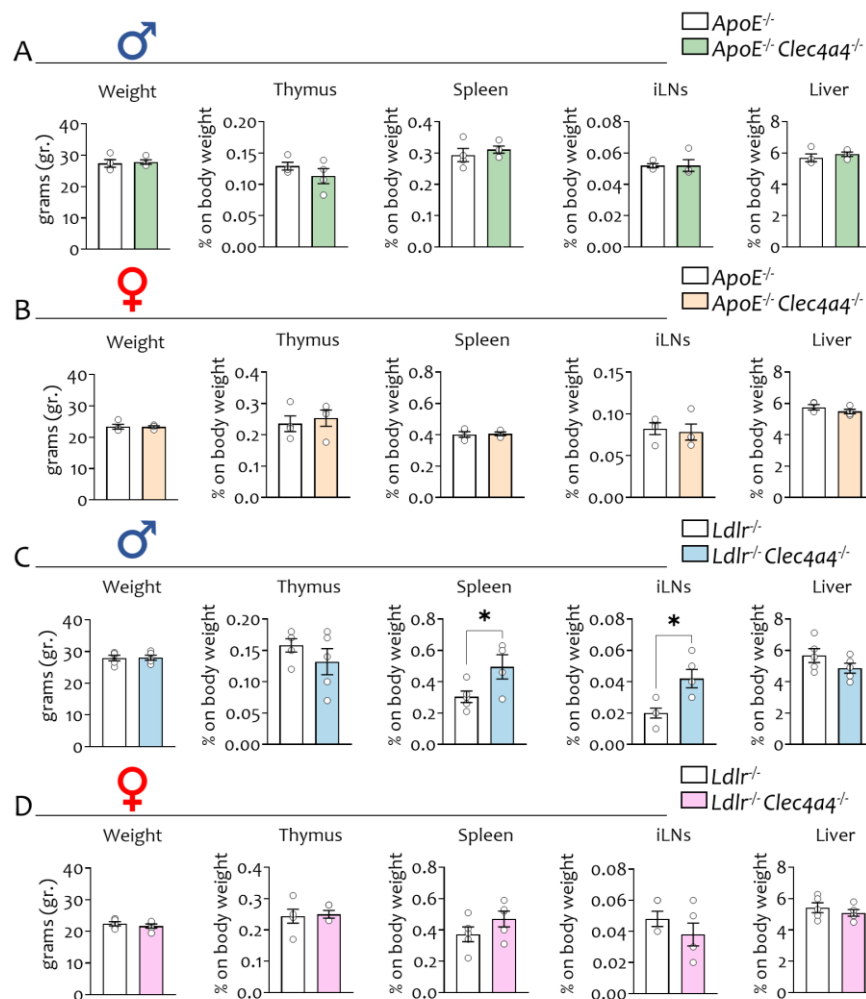 A ♂ ApoE-/-
ApoE-/- Clec4a4-/-
Weight Thymus Spleen iLNs Liver
grams (gr.) 40 30 20 10 0
% on body weight 0.20 0.15 0.10 0.05 0.00
% on body weight 0.4 0.3 0.2 0.1 0.0
% on body weight 0.08 0.06 0.04 0.02 0.00
% on body weight 8 6 4 2 0
B ♀ ApoE-/-
ApoE-/- Clec4a4-/-
Weight Thymus Spleen iLNs Liver
grams (gr.) 40 30 20 10 0
% on body weight 0.4 0.3 0.2 0.1 0.0
% on body weight 0.8 0.6 0.4 0.2 0.0
% on body weight 0.15 0.10 0.05 0.00
% on body weight 8 6 4 2 0
C ♂ Ldlr-/-
Ldlr-/- Clec4a4-/-
Weight Thymus Spleen iLNs Liver
grams (gr.) 40 30 20 10 0
% on body weight 0.20 0.15 0.10 0.05 0.00
% on body weight 0.8 0.6 0.4 0.2 0.0 *
% on body weight 0.08 0.06 0.04 0.02 0.00 *
% on body weight 8 6 4 2 0
D ♀ Ldlr-/-
Ldlr-/- Clec4a4-/-
Weight Thymus Spleen iLNs Liver
grams (gr.) 40 30 20 10 0
% on body weight 0.4 0.3 0.2 0.1 0.0
% on body weight 0.8 0.6 0.4 0.2 0.0
% on body weight 0.08 0.06 0.04 0.02 0.00
% on body weight 8 6 5 3 2 0